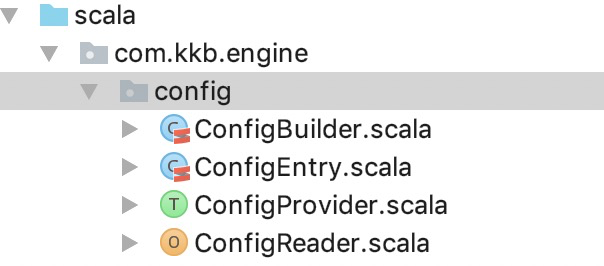 scala
com.kkb.engine
config
C ConfigBuilder.scala
C ConfigEntry.scala
T ConfigProvider.scala
O ConfigReader.scala